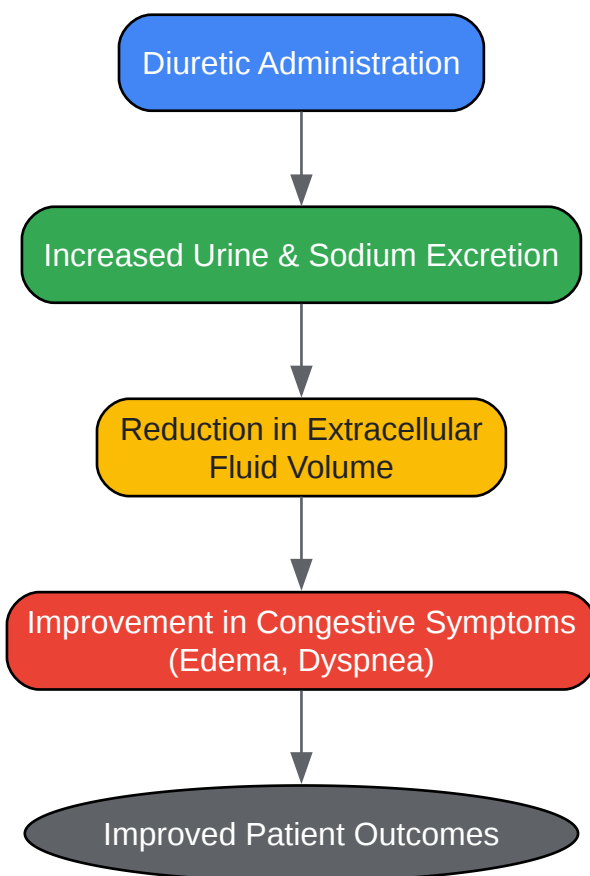 Diuretic Administration
Increased Urine & Sodium Excretion
Reduction in Extracellular
Fluid Volume
Improvement in Congestive Symptoms
(Edema, Dyspnea)
Improved Patient Outcomes